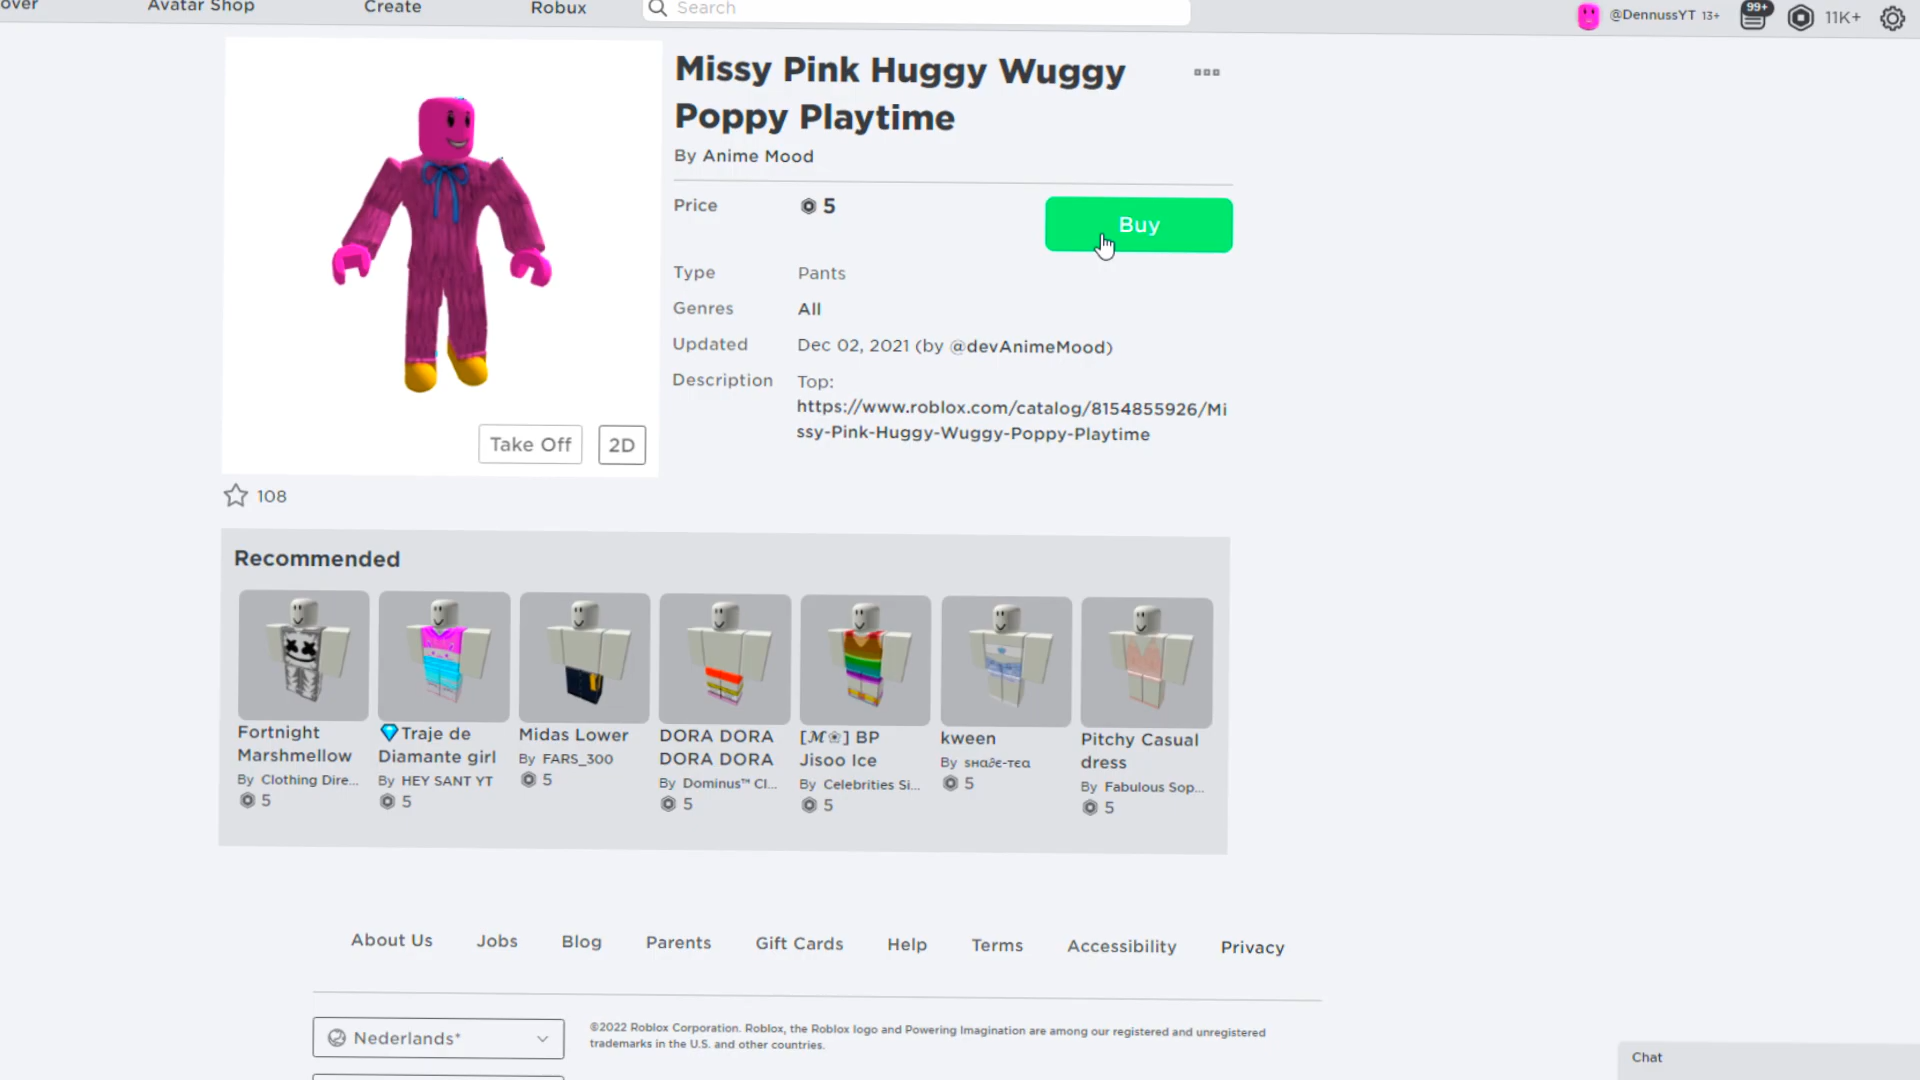 over Avatar Shop Create Robux Search @DennussYT 13+ 99+ 11K+
Missy Pink Huggy Wuggy
Poppy Playtime
By Anime Mood
Price 5 Buy
Type Pants
Genres All
Updated Dec 02, 2021 (by @devAnimeMood)
Description Top:
https://www.roblox.com/catalog/8154855926/Mi
ssy-Pink-Huggy-Wuggy-Poppy-Playtime
Take Off 2D
108
Recommended
Fortnight
Marshmellow
By Clothing Dire...
5
💎Traje de
Diamante girl
By HEY SANT YT
5
Midas Lower
By FARS_300
5
DORA DORA
DORA DORA
By Dominus™ Cl...
5
[ℳ❀] BP
Jisoo Ice
By Celebrities Si...
5
kween
By ѕнαƒє-тєα
5
Pitchy Casual
dress
By Fabulous Sop...
5
About Us Jobs Blog Parents Gift Cards Help Terms Accessibility Privacy
Nederlands*
©2022 Roblox Corporation. Roblox, the Roblox logo and Powering Imagination are among our registered and unregistered
trademarks in the U.S. and other countries.
Chat